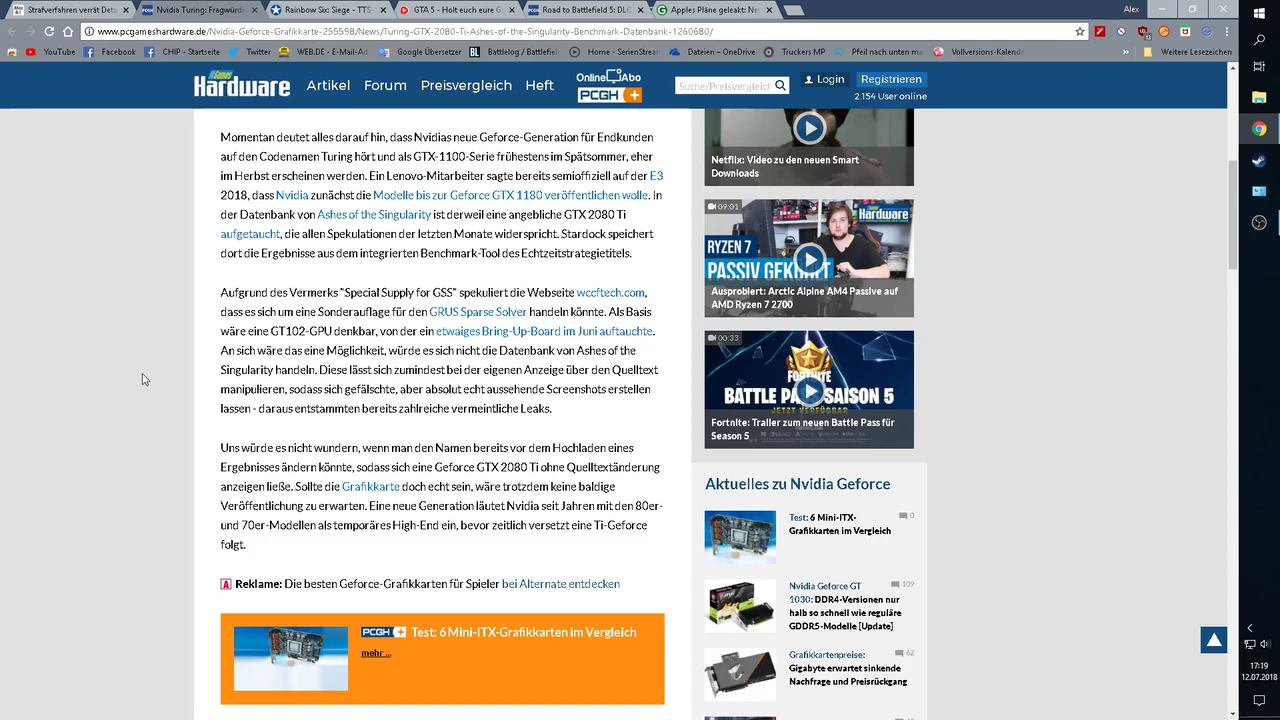 Strafverfahren verrät Det
Nvidia Turing: Fragwürd
Rainbow Six: Siege - TTS-
GTA 5 - Holt euch eure G
Road to Battlefield 5: DLC
Apples Pläne geleakt: Ne
Alex
www.pcgameshardware.de/Nvidia-Geforce-Grafikkarte-255598/News/Turing-GTX-2080-Ti-Ashes-of-the-Singularity-Benchmark-Datenbank-1260680/
YouTube
Facebook
CHIP - Startseite
Twitter
WEB.DE - E-Mail-Ad
Google Übersetzer
Battlelog / Battlefiel
Home - SerienStream
Dateien – OneDrive
Truckers MP
Pfeil nach unten ma
Vollversions-Kalende
»
Weitere Lesezeichen
Hardware
Artikel
Forum
Preisvergleich
Heft
Online Abo
PCGH +
Suche/Preisvergleich
Login
Registrieren
2.154 User online
Momentan deutet alles darauf hin, dass Nvidias neue Geforce-Generation für Endkunden
auf den Codenamen Turing hört und als GTX-1100-Serie frühestens im Spätsommer, eher
im Herbst erscheinen werden. Ein Lenovo-Mitarbeiter sagte bereits semioffiziell auf der E3
2018, dass Nvidia zunächst die Modelle bis zur Geforce GTX 1180 veröffentlichen wolle. In
der Datenbank von Ashes of the Singularity ist derweil eine angebliche GTX 2080 Ti
aufgetaucht, die allen Spekulationen der letzten Monate widerspricht. Stardock speichert
dort die Ergebnisse aus dem integrierten Benchmark-Tool des Echtzeitstrategietitels.
Aufgrund des Vermerks "Special Supply for GSS" spekuliert die Webseite wccftech.com,
dass es sich um eine Sonderauflage für den GRUS Sparse Solver handeln könnte. Als Basis
wäre eine GT102-GPU denkbar, von der ein etwaiges Bring-Up-Board im Juni auftauchte.
An sich wäre das eine Möglichkeit, würde es sich nicht die Datenbank von Ashes of the
Singularity handeln. Diese lässt sich zumindest bei der eigenen Anzeige über den Quelltext
manipulieren, sodass sich gefälschte, aber absolut echt aussehende Screenshots erstellen
lassen - daraus entstammten bereits zahlreiche vermeintliche Leaks.
Uns würde es nicht wundern, wenn man den Namen bereits vor dem Hochladen eines
Ergebnisses ändern könnte, sodass sich eine Geforce GTX 2080 Ti ohne Quelltextänderung
anzeigen ließe. Sollte die Grafikkarte doch echt sein, wäre trotzdem keine baldige
Veröffentlichung zu erwarten. Eine neue Generation läutet Nvidia seit Jahren mit den 80er-
und 70er-Modellen als temporäres High-End ein, bevor zeitlich versetzt eine Ti-Geforce
folgt.
A Reklame: Die besten Geforce-Grafikkarten für Spieler bei Alternate entdecken
PCGH + Test: 6 Mini-ITX-Grafikkarten im Vergleich
mehr ...
Netflix: Video zu den neuen Smart
Downloads
09:01
Hardware
RYZEN 7
PASSIV GEKÜHLT
Ausprobiert: Arctic Alpine AM4 Passive auf
AMD Ryzen 7 2700
00:33
FORTNITE
BATTLE PASS SAISON 5
JETZT VERFÜGBAR
Fortnite: Trailer zum neuen Battle Pass für
Season 5
Aktuelles zu Nvidia Geforce
Test: 6 Mini-ITX-
Grafikkarten im Vergleich
0
Nvidia Geforce GT
1030: DDR4-Versionen nur
halb so schnell wie reguläre
GDDR5-Modelle [Update]
109
Grafikkartenpreise:
Gigabyte erwartet sinkende
Nachfrage und Preisrückgang
62
17:19
12.07.2018